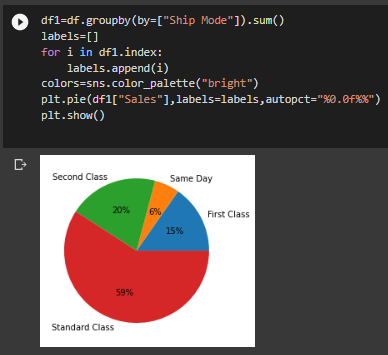 df1=df.groupby(by=["Ship Mode"]).sum()
labels=[]
for i in df1.index:
    labels.append(i)
colors=sns.color_palette("bright")
plt.pie(df1["Sales"],labels=labels,autopct="%0.0f%%")
plt.show()
Second Class
Same Day
20%
6%
First Class
15%
59%
Standard Class